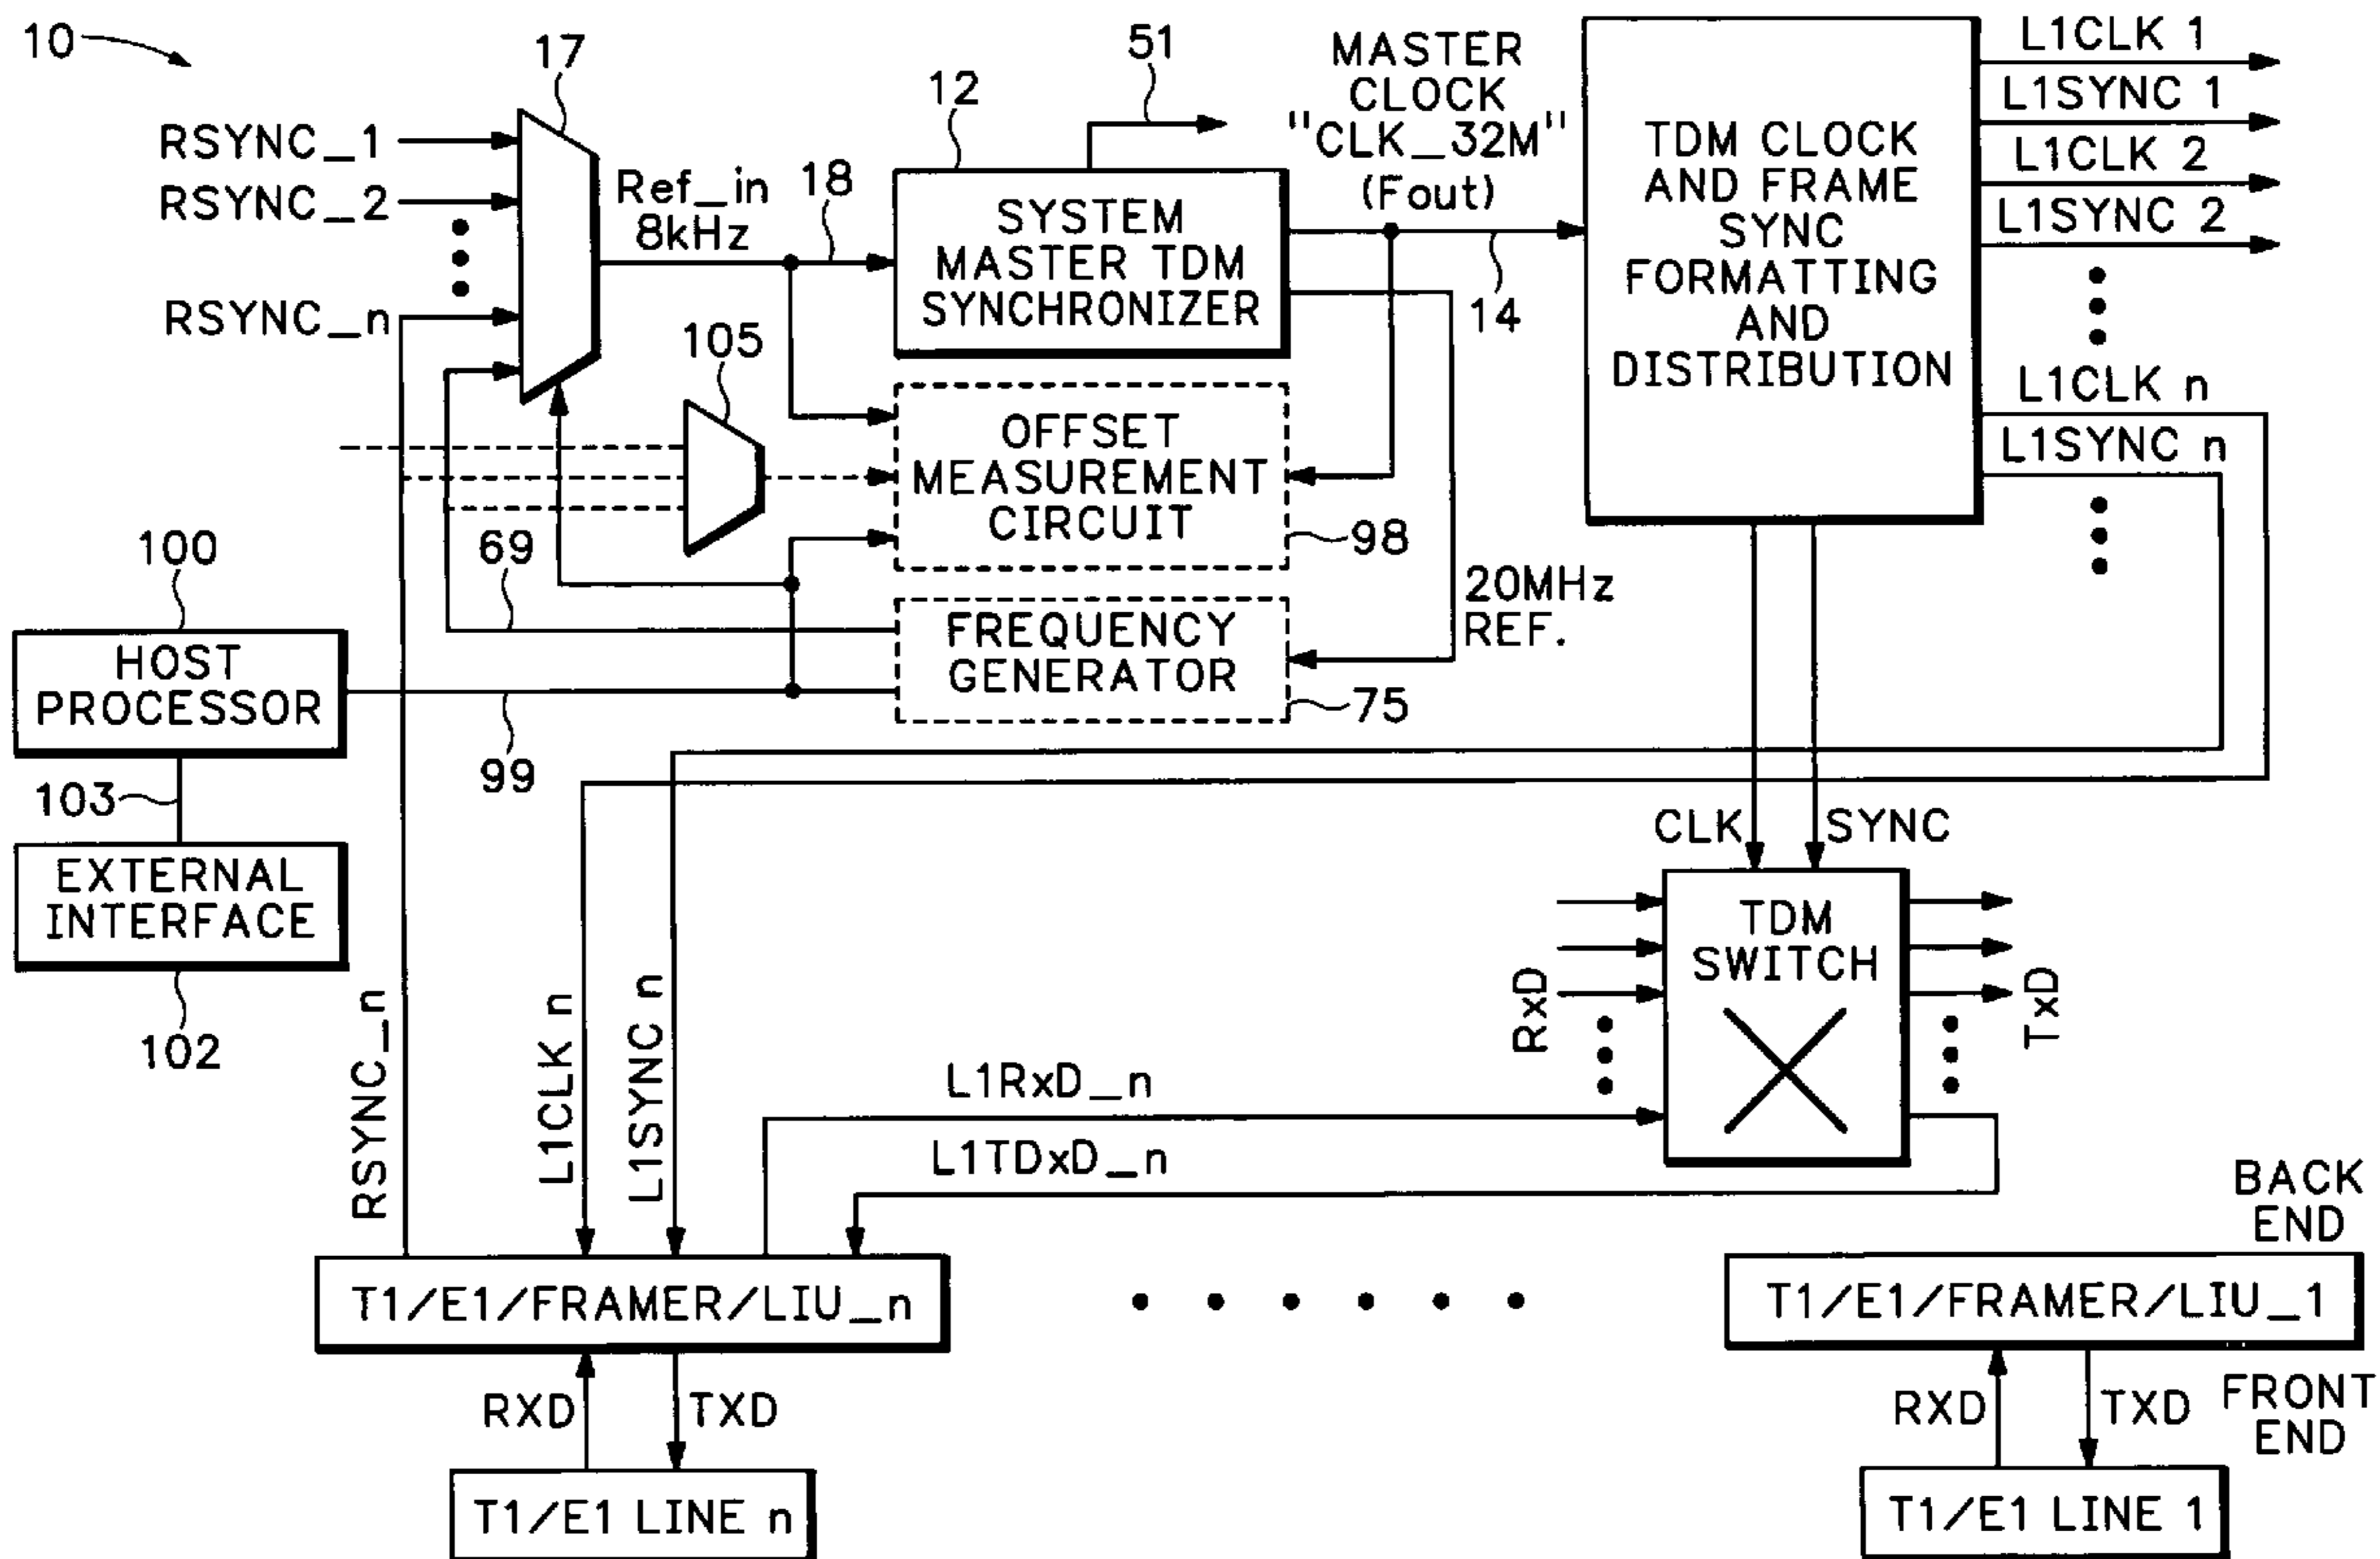 10
17
RSYNC_1
RSYNC_2
RSYNC_n
Ref_in
8kHz
18
12
51
SYSTEM
MASTER TDM
SYNCHRONIZER
MASTER
CLOCK
"CLK_32M"
(Fout)
14
TDM CLOCK
AND FRAME
SYNC
FORMATTING
AND
DISTRIBUTION
L1CLK 1
L1SYNC 1
L1CLK 2
L1SYNC 2
L1CLK n
L1SYNC n
105
OFFSET
MEASUREMENT
CIRCUIT
98
69
20MHz
REF.
FREQUENCY
GENERATOR
75
100
HOST
PROCESSOR
99
103
EXTERNAL
INTERFACE
102
CLK
SYNC
TDM
SWITCH
RxD
TxD
RSYNC_n
L1CLK n
L1SYNC n
L1RxD_n
L1TDxD_n
BACK
END
T1/E1/FRAMER/LIU_n
T1/E1/FRAMER/LIU_1
RXD
TXD
RXD
TXD
FRONT
END
T1/E1 LINE n
T1/E1 LINE 1